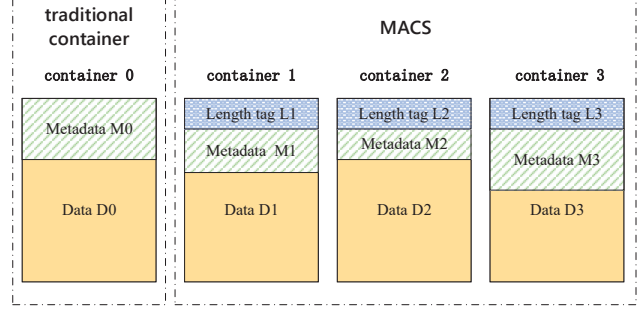 traditional
container
MACS
container 0
container 1
container 2
container 3
Metadata M0
Data D0
Length tag L1
Metadata M1
Data D1
Length tag L2
Metadata M2
Data D2
Length tag L3
Metadata M3
Data D3